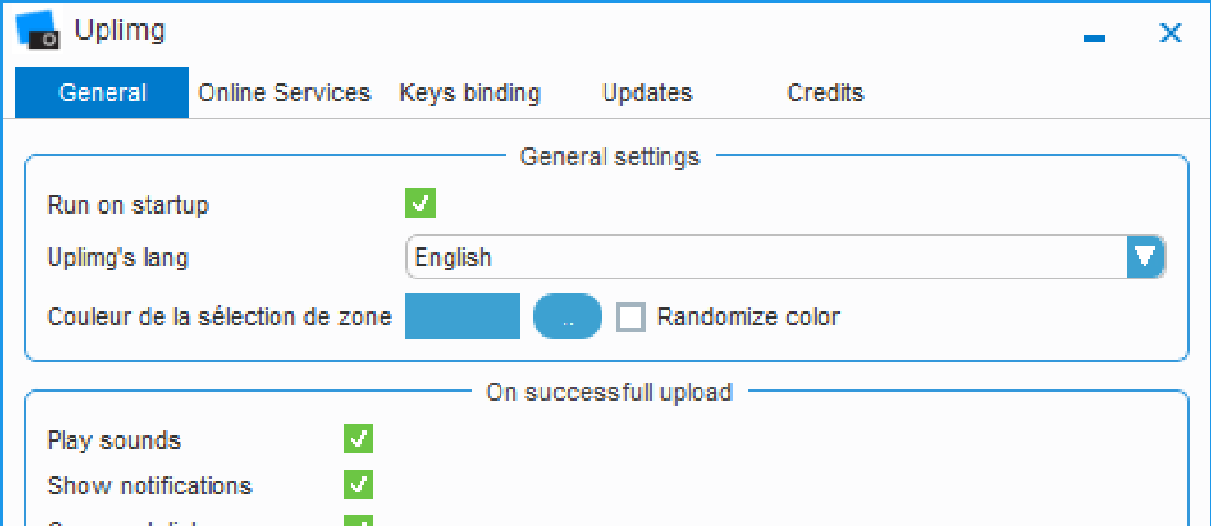 Uplimg
General Online Services Keys binding Updates Credits
General settings
Run on startup
Uplimg's lang English
Couleur de la sélection de zone .. Randomize color
On successfull upload
Play sounds
Show notifications